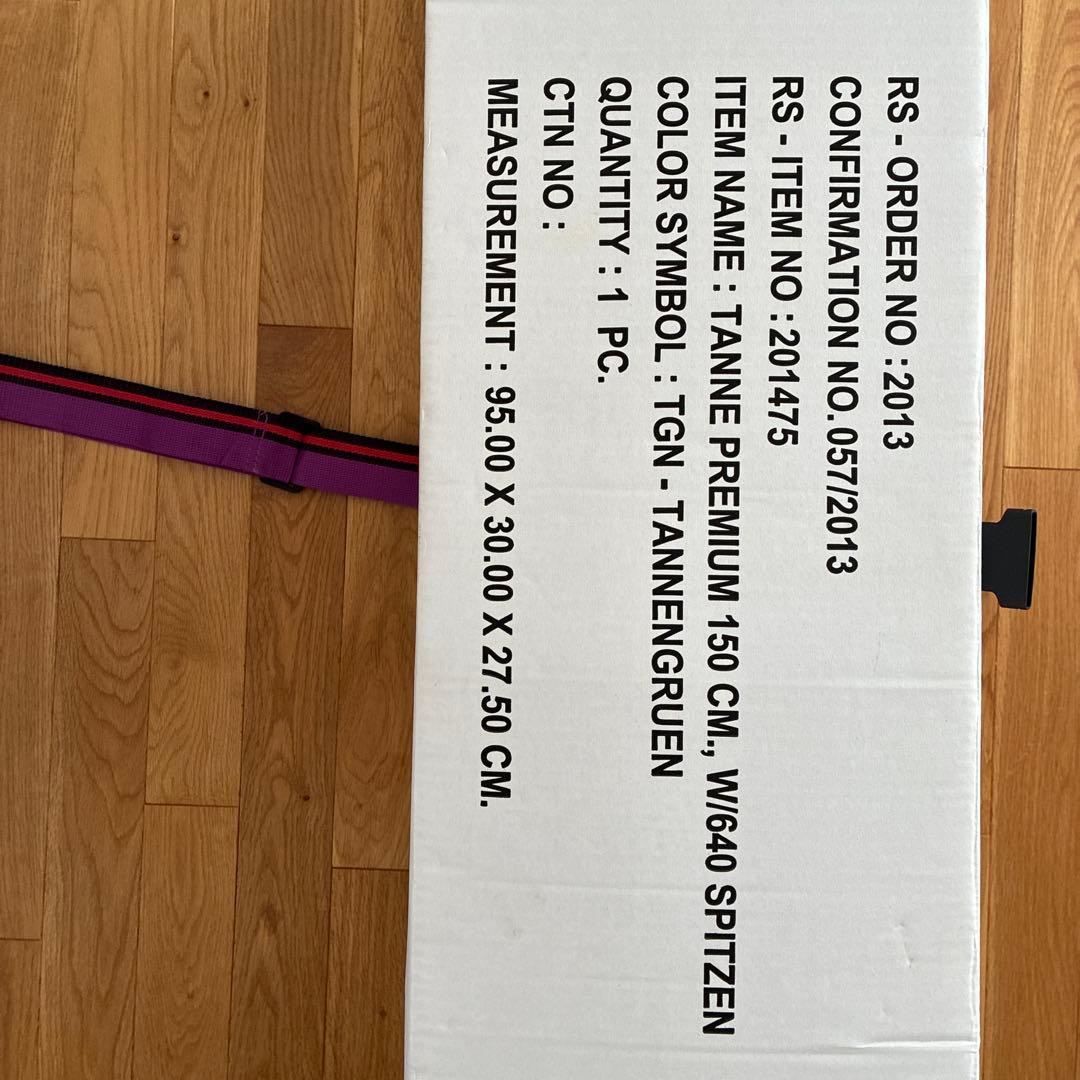 RS - ORDER NO : 2013
CONFIRMATION NO. 057/2013
RS - ITEM NO : 201475
ITEM NAME : TANNE PREMIUM 150 CM., W/640 SPITZEN
COLOR SYMBOL : TGN - TANNENGRUEN
QUANTITY : 1 PC.
CTN NO :
MEASUREMENT : 95.00 X 30.00 X 27.50 CM.